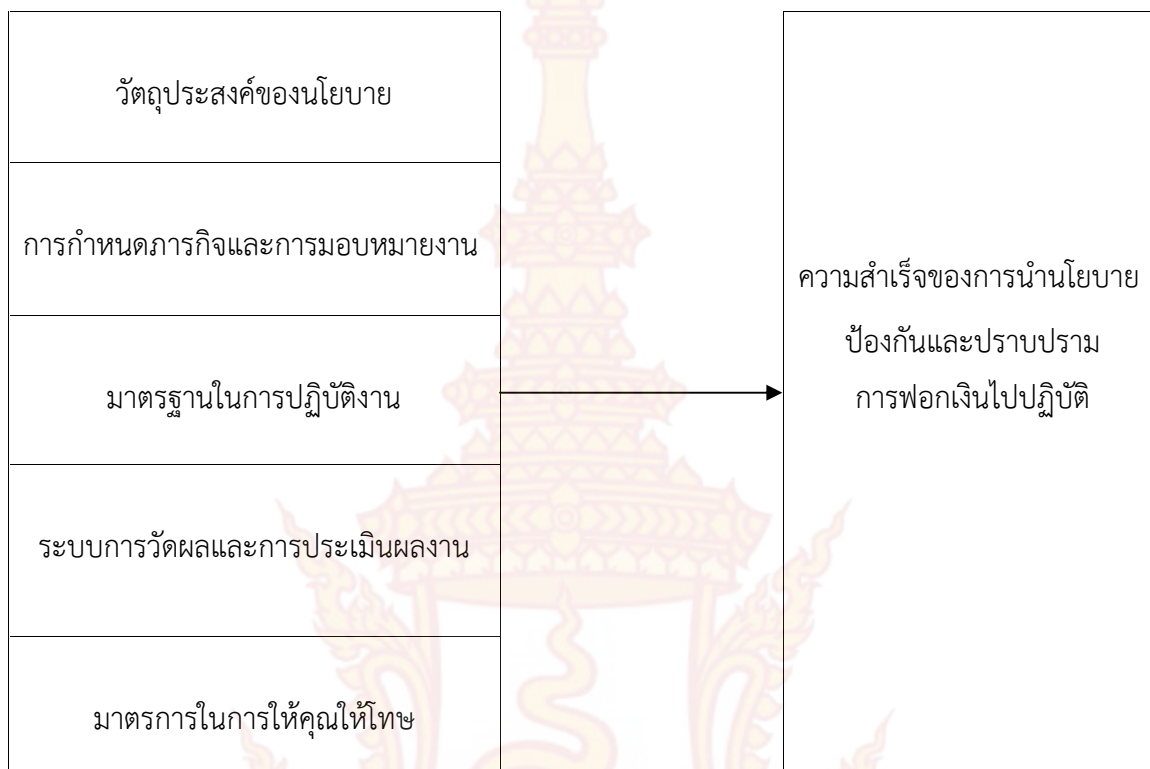 วัตถุประสงค์ของนโยบาย
การกำหนดภารกิจและการมอบหมายงาน
มาตรฐานในการปฏิบัติงาน
ระบบการวัดผลและการประเมินผลงาน
มาตรการในการให้คุณให้โทษ
ความสำเร็จของการนำนโยบาย
ป้องกันและปราบปราม
การฟอกเงินไปปฏิบัติ